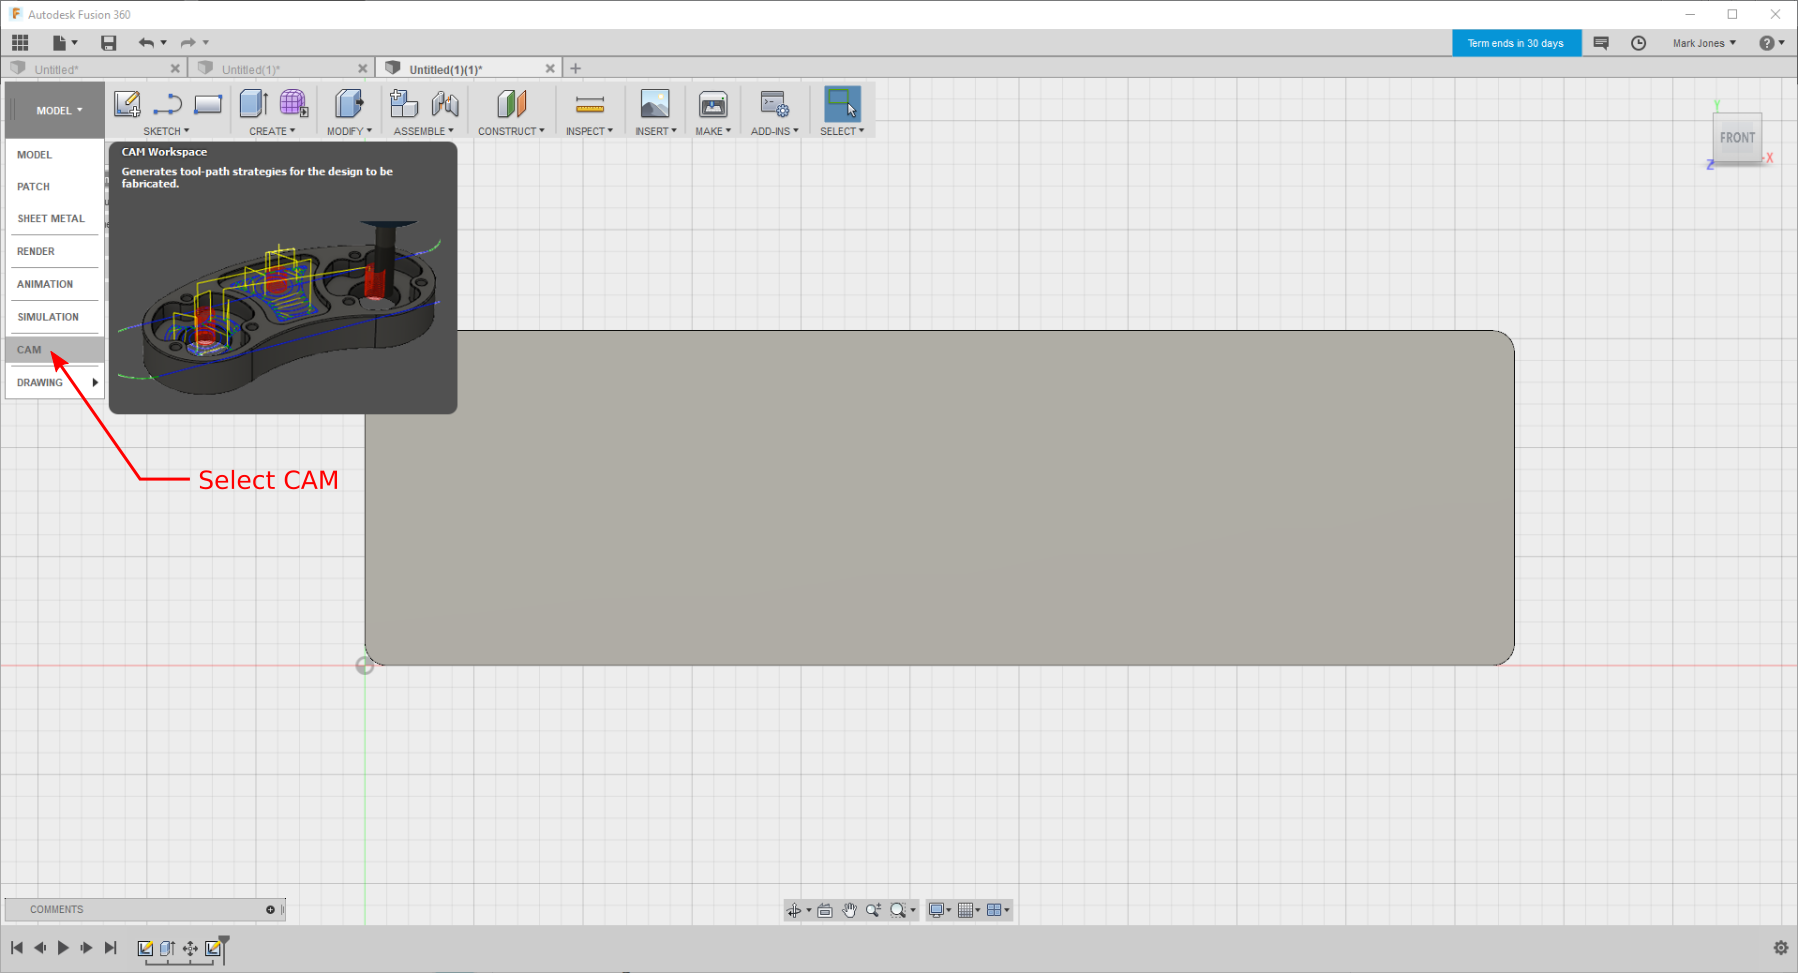 Autodesk Fusion 360
Term ends in 30 days
Mark Jones
Untitled*
Untitled(1)*
Untitled(1)(1)*
MODEL
SKETCH
CREATE
MODIFY
ASSEMBLE
CONSTRUCT
INSPECT
INSERT
MAKE
ADD-INS
SELECT
MODEL
PATCH
SHEET METAL
RENDER
ANIMATION
SIMULATION
CAM
DRAWING
CAM Workspace
Generates tool-path strategies for the design to be
fabricated.
Y
FRONT
X
Z
Select CAM
COMMENTS